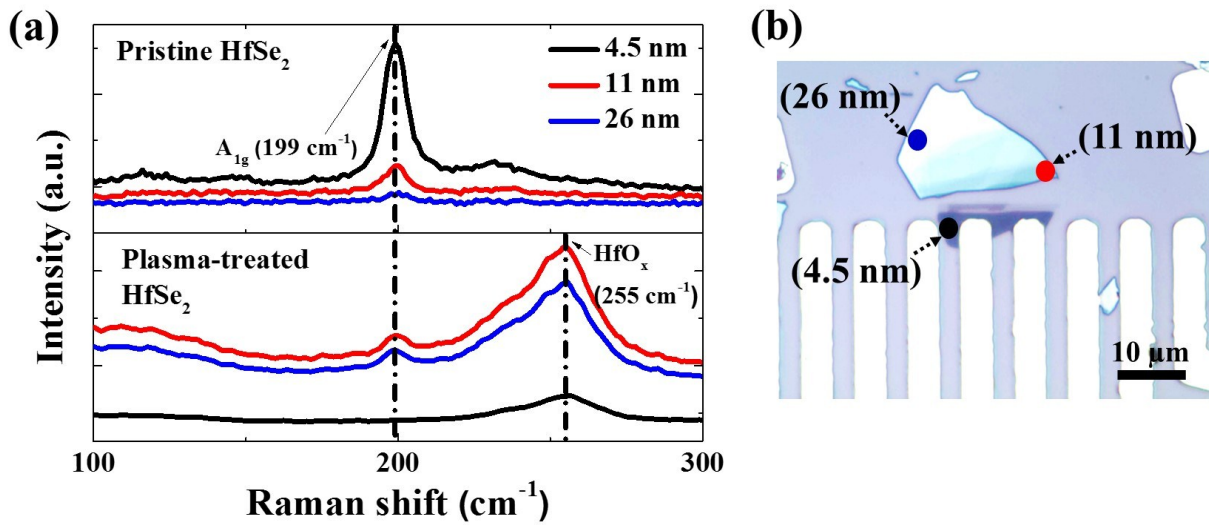 (a)
Pristine HfSe₂
4.5 nm
11 nm
26 nm
A₁g (199 cm⁻¹)
Plasma-treated
HfSe₂
HfOₓ
(255 cm⁻¹)
Intensity (a.u.)
100
200
300
Raman shift (cm⁻¹)
(b)
(26 nm)
(11 nm)
(4.5 nm)
10 μm